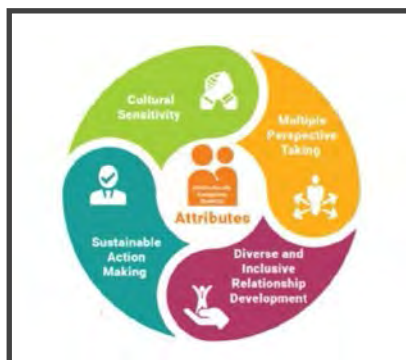 Cultural
Sensitivity
Multiple
Perspective
Taking
Attributes
Sustainable
Action
Making
Diverse and
Inclusive
Relationship
Development